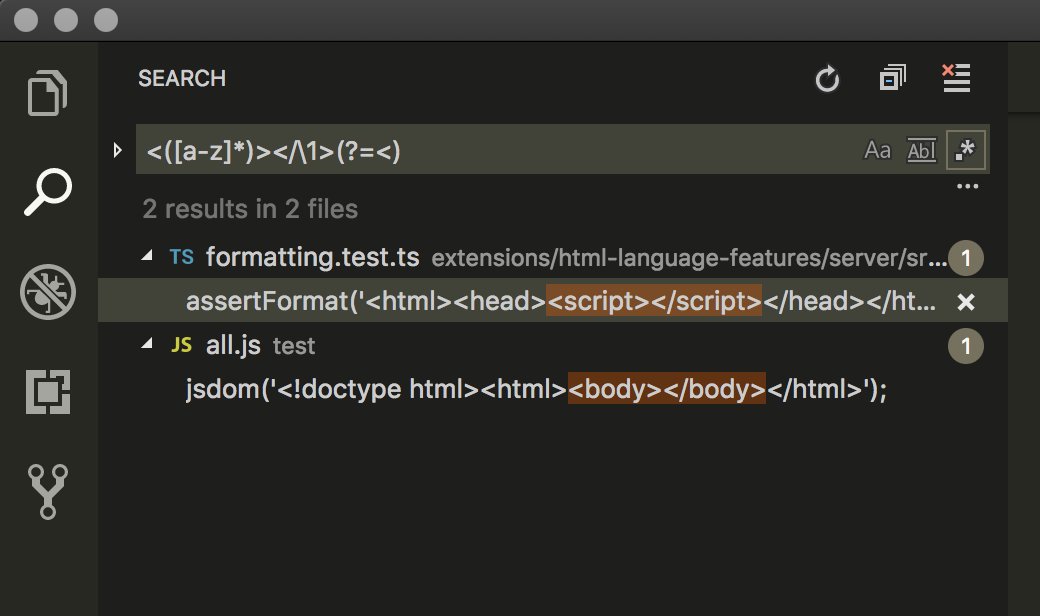 SEARCH
<([a-z]*)></\1>(?=<) Aa Abl .*
...
2 results in 2 files
TS formatting.test.ts extensions/html-language-features/server/sr... 1
assertFormat('<html><head><script></script></head></ht... ×
JS all.js test 1
jsdom('<!doctype html><html><body></body></html>');